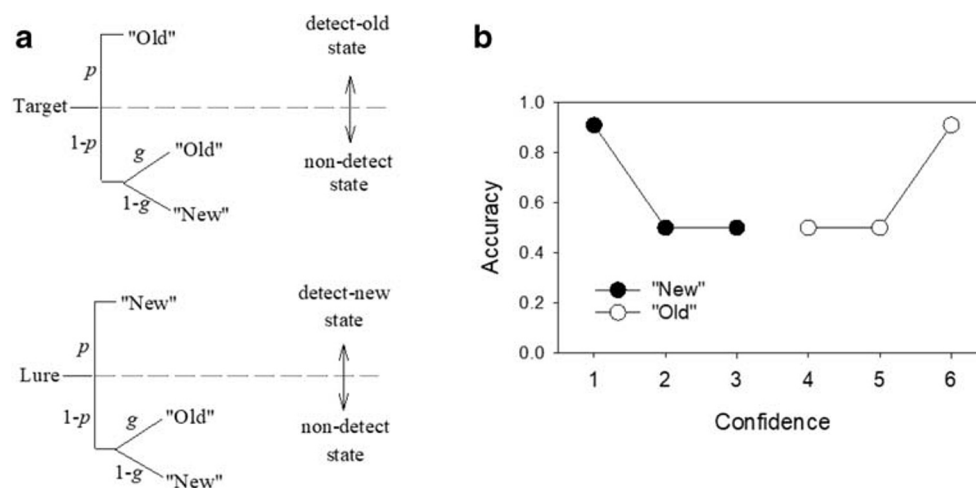 a
"Old"
p
Target
1-p
g
"Old"
1-g
"New"
detect-old
state
non-detect
state
"New"
p
Lure
1-p
g
"Old"
1-g
"New"
detect-new
state
non-detect
state
b
1.0
0.8
0.6
0.4
0.2
0.0
Accuracy
"New"
"Old"
1 2 3 4 5 6
Confidence